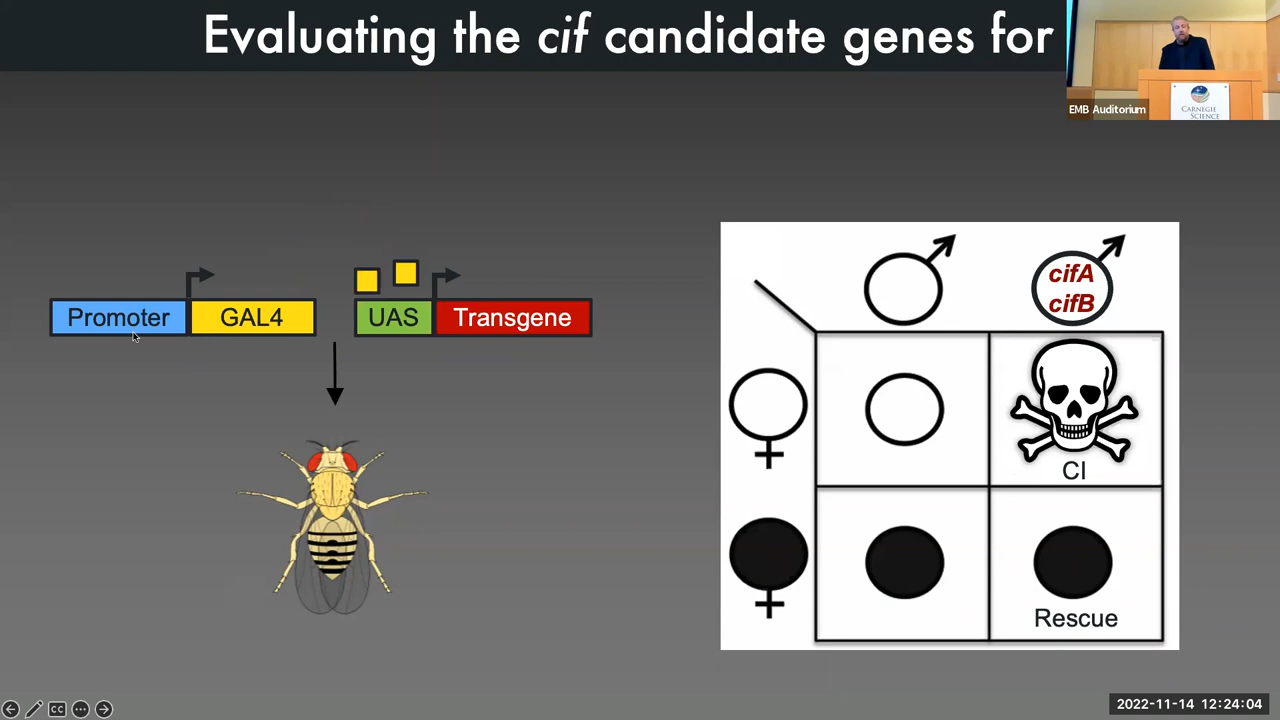 Evaluating the cif candidate genes for
EMB Auditorium
CARNEGIE
SCIENCE
Promoter
GAL4
UAS
Transgene
cifA
cifB
CI
Rescue
CC
2022-11-14 12:24:04